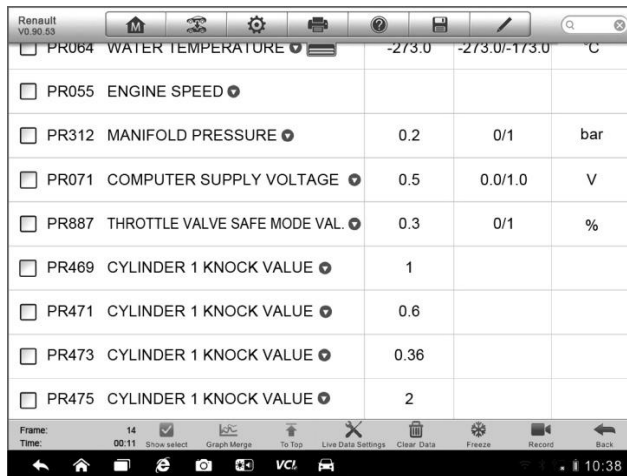 Renault
V0.90.53
PR064 WATER TEMPERATURE -273.0 -273.0/-173.0 °C
PR055 ENGINE SPEED
PR312 MANIFOLD PRESSURE 0.2 0/1 bar
PR071 COMPUTER SUPPLY VOLTAGE 0.5 0.0/1.0 V
PR887 THROTTLE VALVE SAFE MODE VAL. 0.3 0/1 %
PR469 CYLINDER 1 KNOCK VALUE 1
PR471 CYLINDER 1 KNOCK VALUE 0.6
PR473 CYLINDER 1 KNOCK VALUE 0.36
PR475 CYLINDER 1 KNOCK VALUE 2
Frame: 14
Time: 00:11 Show select Graph Merge To Top Live Data Settings Clear Data Freeze Record Back
VCI 10:38